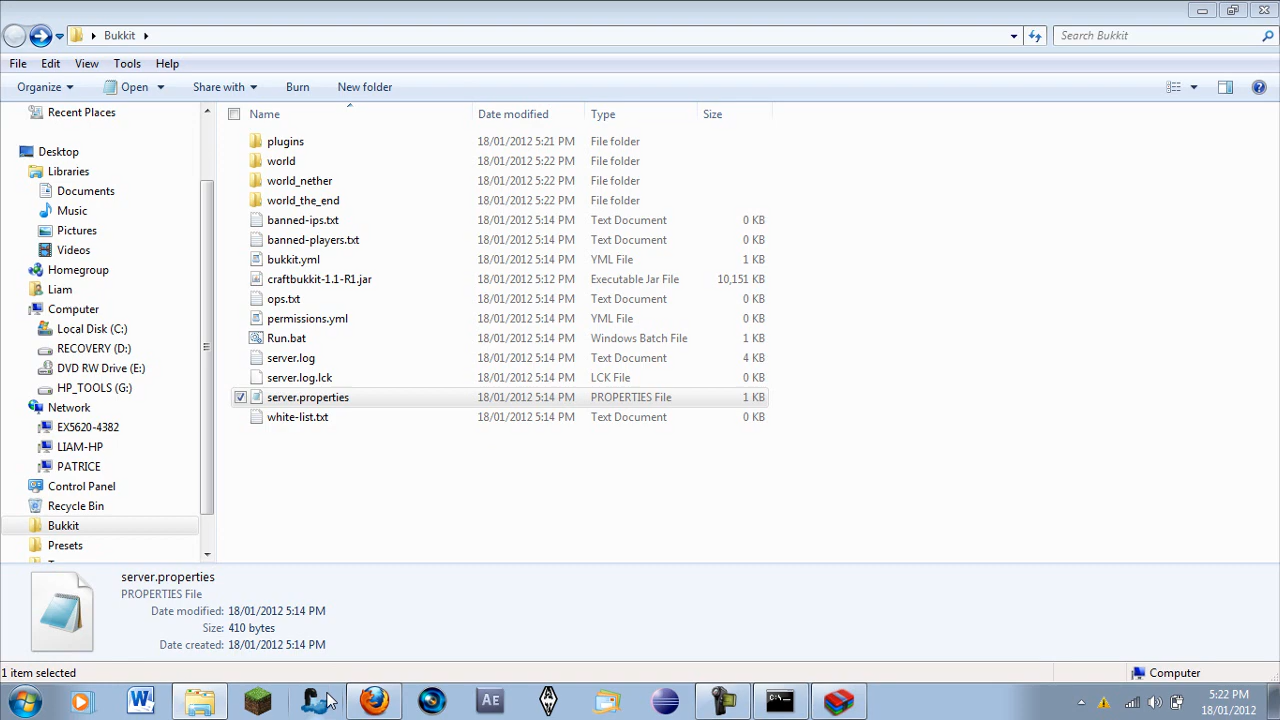 Bukkit
Search Bukkit
File Edit View Tools Help
Organize Open Share with Burn New folder
Recent Places
Desktop
Libraries
Documents
Music
Pictures
Videos
Homegroup
Liam
Computer
Local Disk (C:)
RECOVERY (D:)
DVD RW Drive (E:)
HP_TOOLS (G:)
Network
EX5620-4382
LIAM-HP
PATRICE
Control Panel
Recycle Bin
Bukkit
Presets
Name Date modified Type Size
plugins 18/01/2012 5:21 PM File folder
world 18/01/2012 5:22 PM File folder
world_nether 18/01/2012 5:22 PM File folder
world_the_end 18/01/2012 5:22 PM File folder
banned-ips.txt 18/01/2012 5:14 PM Text Document 0 KB
banned-players.txt 18/01/2012 5:14 PM Text Document 0 KB
bukkit.yml 18/01/2012 5:14 PM YML File 1 KB
craftbukkit-1.1-R1.jar 18/01/2012 5:12 PM Executable Jar File 10,151 KB
ops.txt 18/01/2012 5:14 PM Text Document 0 KB
permissions.yml 18/01/2012 5:14 PM YML File 0 KB
Run.bat 18/01/2012 5:14 PM Windows Batch File 1 KB
server.log 18/01/2012 5:14 PM Text Document 4 KB
server.log.lck 18/01/2012 5:14 PM LCK File 0 KB
server.properties 18/01/2012 5:14 PM PROPERTIES File 1 KB
white-list.txt 18/01/2012 5:14 PM Text Document 0 KB
server.properties
PROPERTIES File
Date modified: 18/01/2012 5:14 PM
Size: 410 bytes
Date created: 18/01/2012 5:14 PM
1 item selected
Computer
W
Ae
5:22 PM
18/01/2012